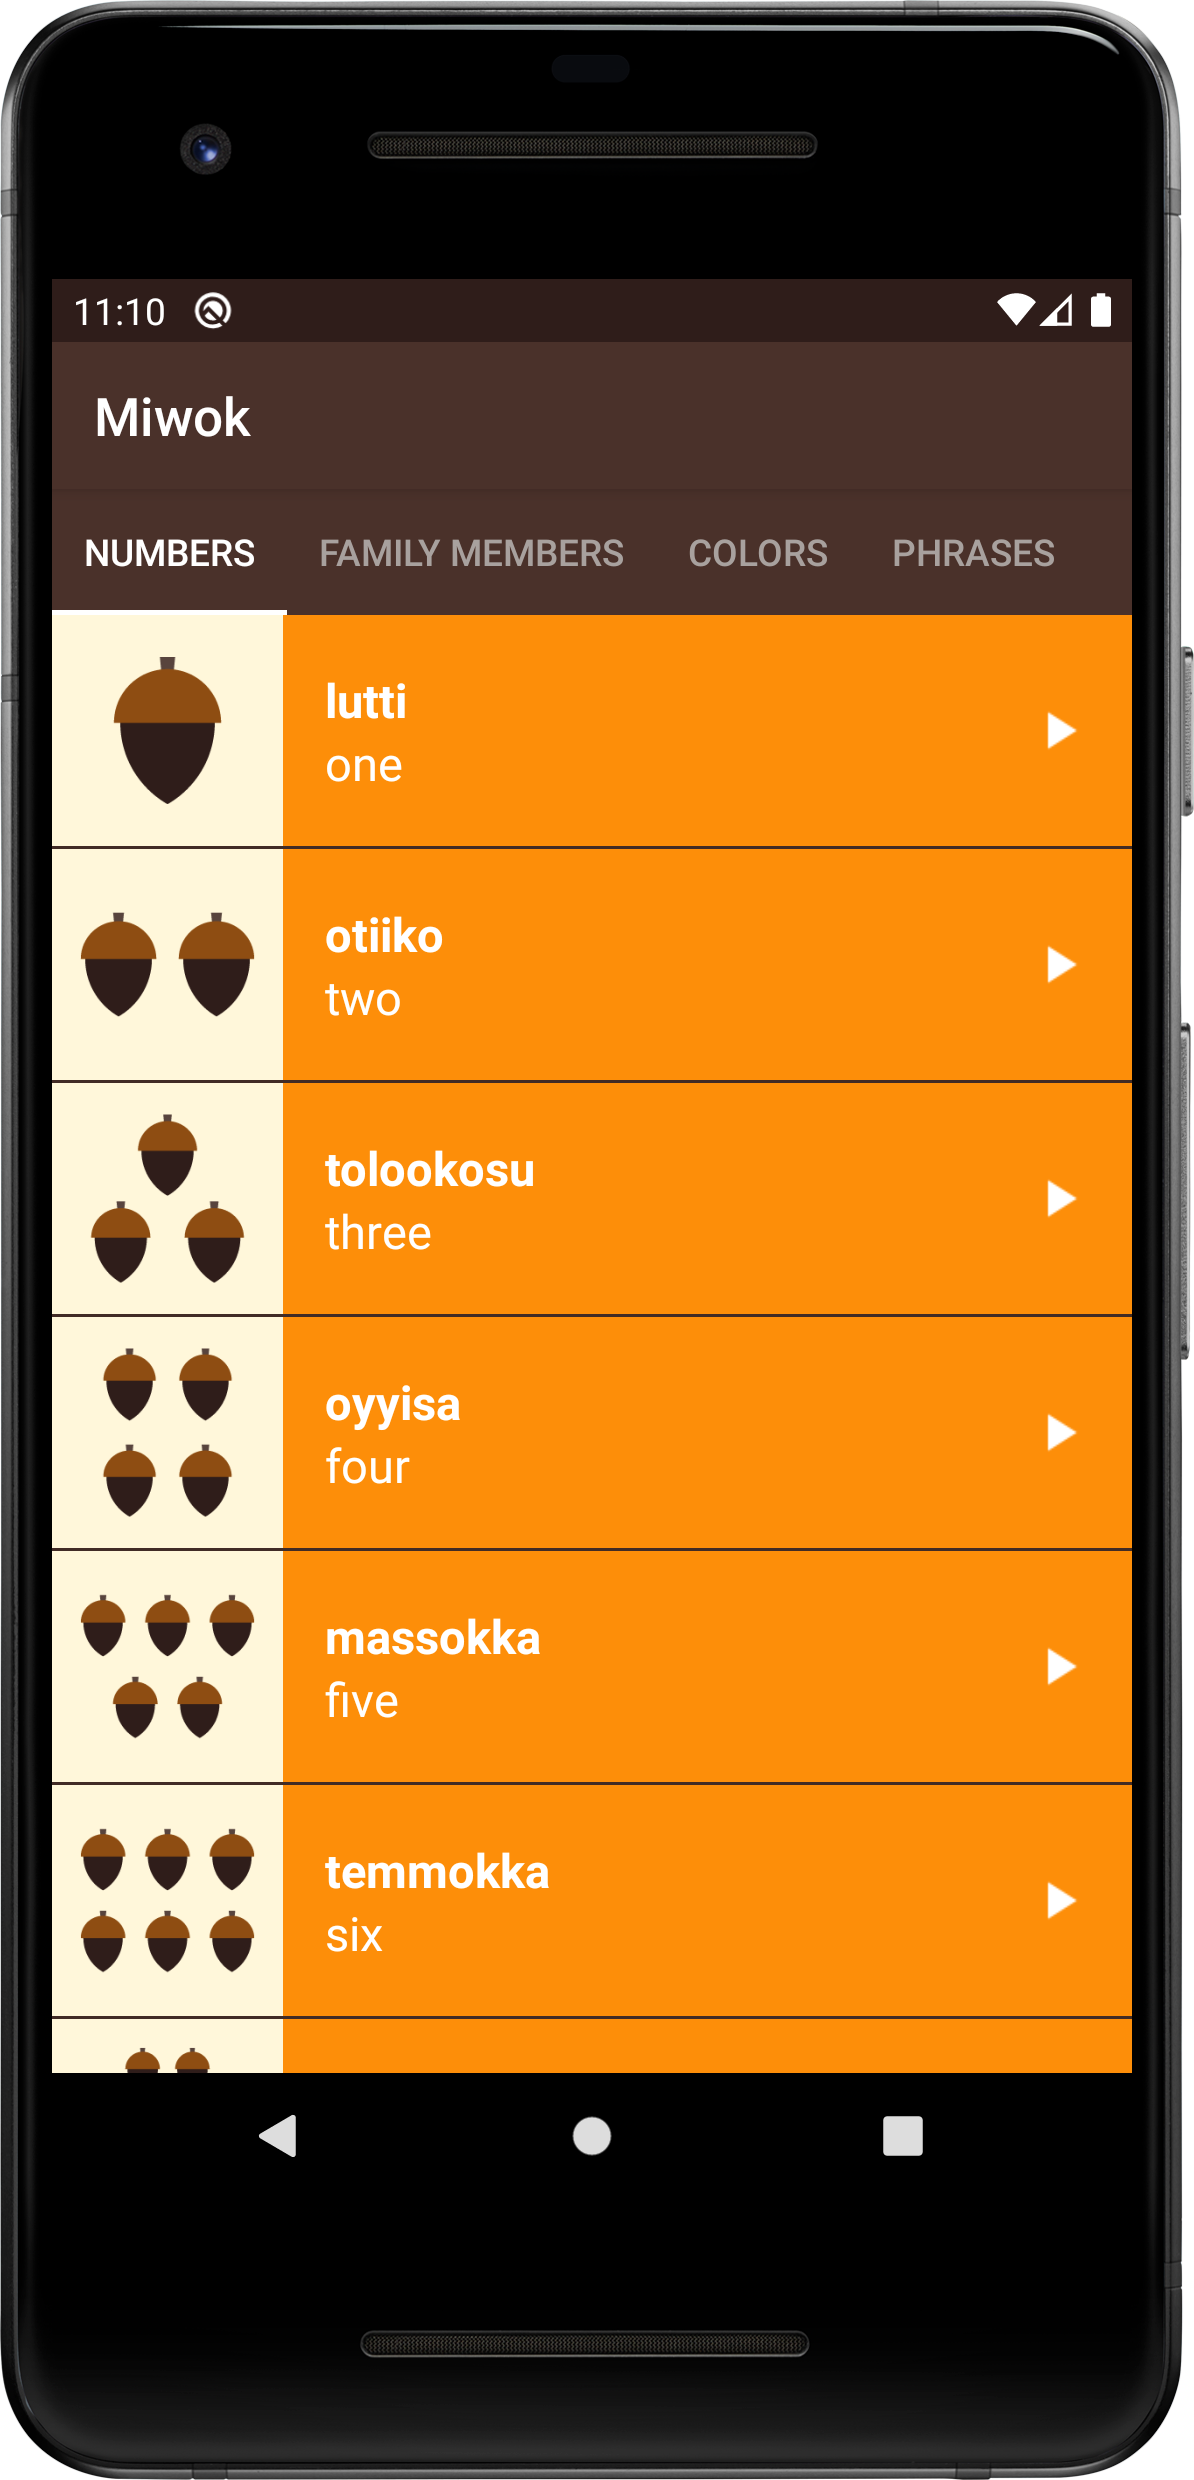 11:10
Miwok
NUMBERS FAMILY MEMBERS COLORS PHRASES
lutti
one
otiiko
two
tolookosu
three
oyyisa
four
massokka
five
temmokka
six